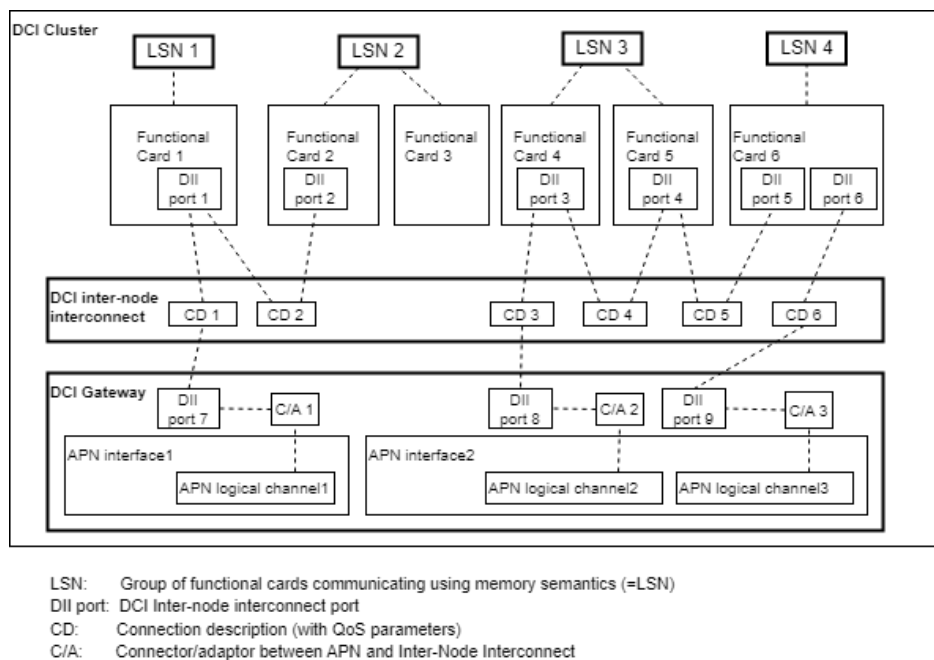 DCI Cluster
LSN 1
LSN 2
LSN 3
LSN 4
Functional
Card 1
DII
port 1
Functional
Card 2
DII
port 2
Functional
Card 3
Functional
Card 4
DII
port 3
Functional
Card 5
DII
port 4
Functional
Card 6
DII
port 5
DII
port 6
DCI inter-node
interconnect
CD 1
CD 2
CD 3
CD 4
CD 5
CD 6
DCI Gateway
DII
port 7
C/A 1
DII
port 8
C/A 2
DII
port 9
C/A 3
APN interface1
APN logical channel1
APN interface2
APN logical channel2
APN logical channel3
LSN: Group of functional cards communicating using memory semantics (=LSN)
DII port: DCI Inter-node interconnect port
CD: Connection description (with QoS parameters)
C/A: Connector/adaptor between APN and Inter-Node Interconnect